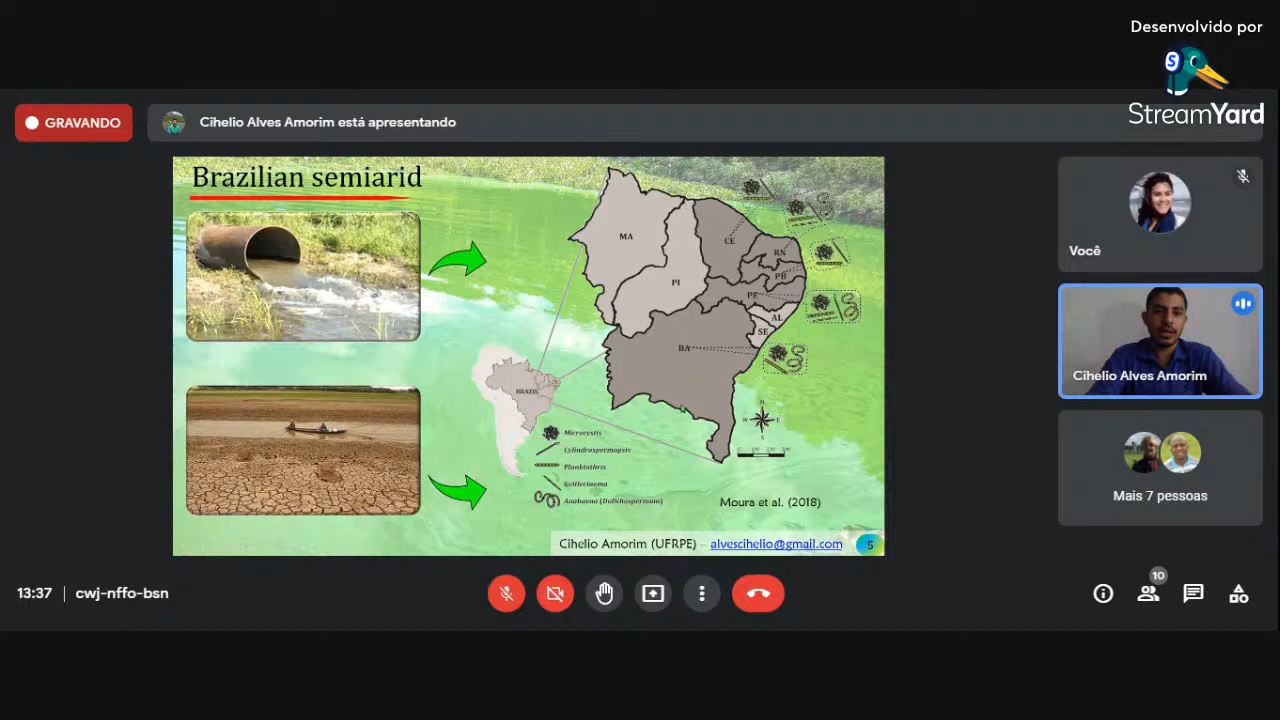 Desenvolvido por
StreamYard
GRAVANDO
Cihelio Alves Amorim está apresentando
Brazilian semiarid
MA
CE
RN
PB
PI
PE
AL
SE
BA
BRAZIL
N
W
E
S
Microcystis
Cylindrospermopsis
Planktothrix
Geitlerinema
Anabaena (Dolichospermum)
Moura et al. (2018)
Cihelio Amorim (UFRPE) – alvescihelio@gmail.com
5
Você
Cihelio Alves Amorim
Mais 7 pessoas
13:37 | cwj-nffo-bsn
10